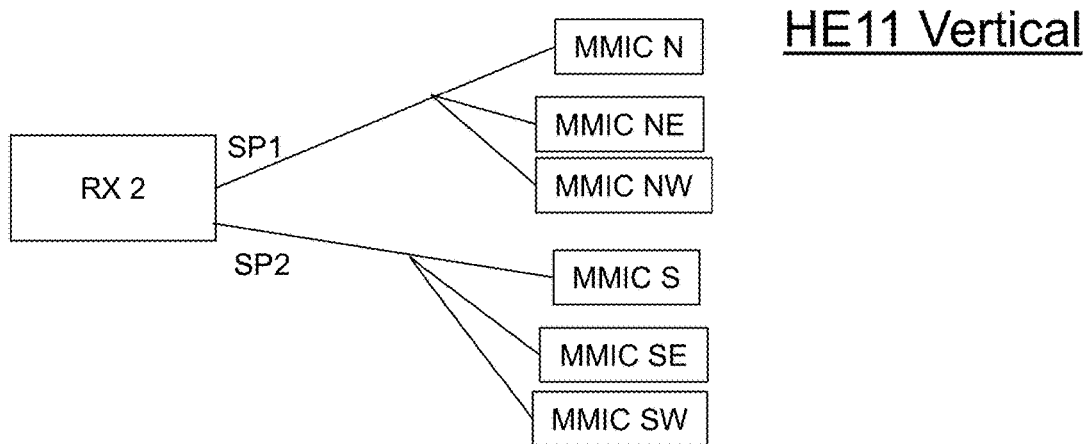 HE11 Vertical
MMIC N
MMIC NE
SP1
RX 2
MMIC NW
SP2
MMIC S
MMIC SE
MMIC SW